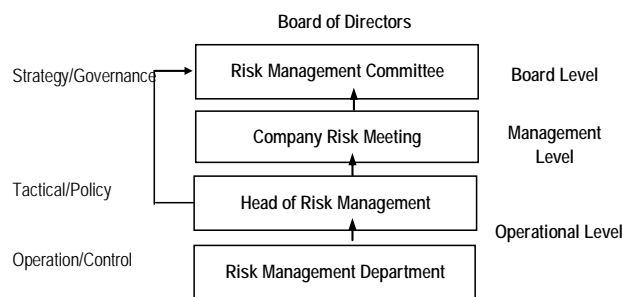 Board of Directors
Strategy/Governance
Risk Management Committee
Board Level
Company Risk Meeting
Management
Level
Tactical/Policy
Head of Risk Management
Operational Level
Operation/Control
Risk Management Department